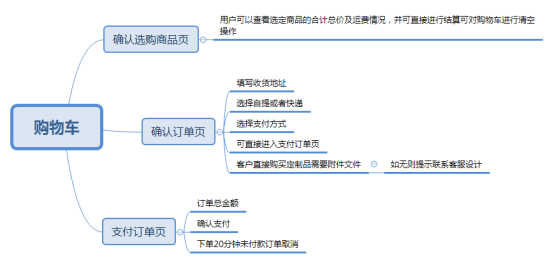 购物车
确认选购商品页
用户可以查看选定商品的合计总价及运费情况，并可直接进行结算可对购物车进行清空
操作
确认订单页
填写收货地址
选择自提或者快递
选择支付方式
可直接进入支付订单页
客户直接购买定制品需要附件文件
如无则提示联系客服设计
支付订单页
订单总金额
确认支付
下单20分钟未付款订单取消